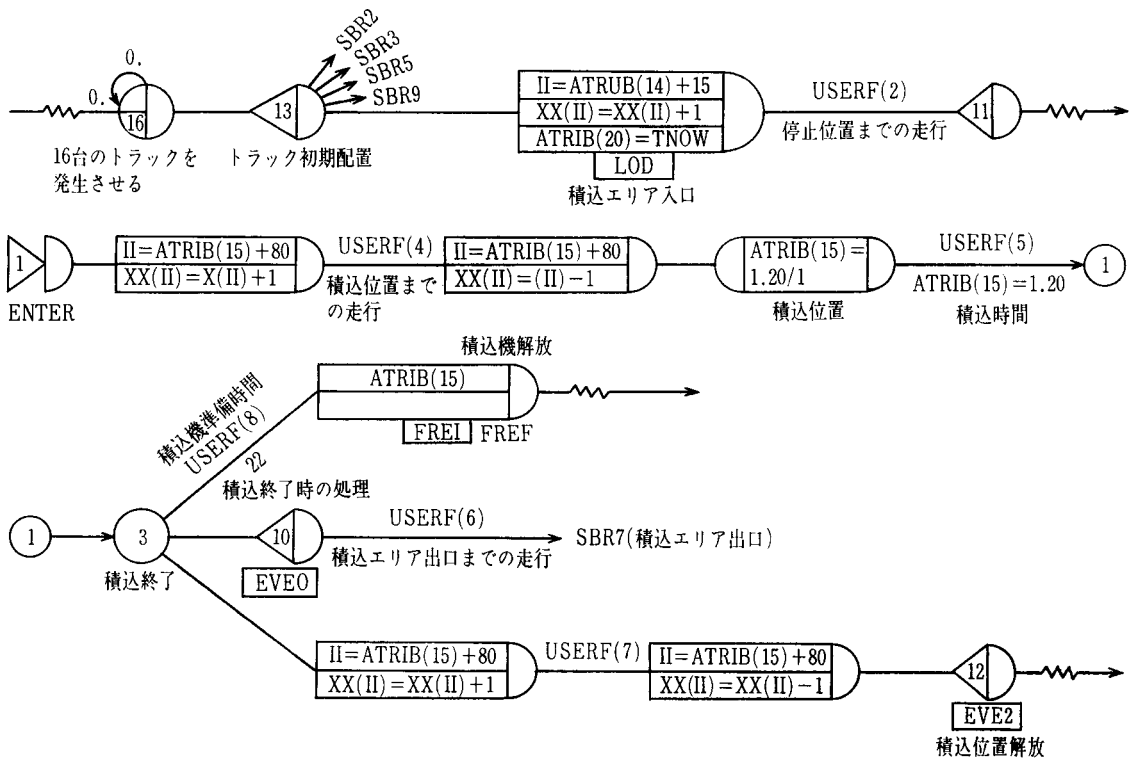 0.
0.
16
16台のトラックを
発生させる
13
トラック初期配置
SBR2
SBR3
SBR5
SBR9
II=ATRUB(14)+15
XX(II)=XX(II)+1
ATRIB(20)=TNOW
LOD
積込エリア入口
USERF(2)
停止位置までの走行
11
1
ENTER
II=ATRIB(15)+80
XX(II)=X(II)+1
USERF(4)
積込位置まで
の走行
II=ATRIB(15)+80
XX(II)=(II)-1
ATRIB(15)=
1.20/1
積込位置
USERF(5)
ATRIB(15)=1.20
積込時間
1
積込機解放
ATRIB(15)
FREI FREF
積込機準備時間
USERF(8)
22
積込終了時の処理
1
3
積込終了
10
EVEO
USERF(6)
積込エリア出口までの走行
SBR7(積込エリア出口)
II=ATRIB(15)+80
XX(II)=XX(II)+1
USERF(7)
II=ATRIB(15)+80
XX(II)=XX(II)-1
12
EVE2
積込位置解放